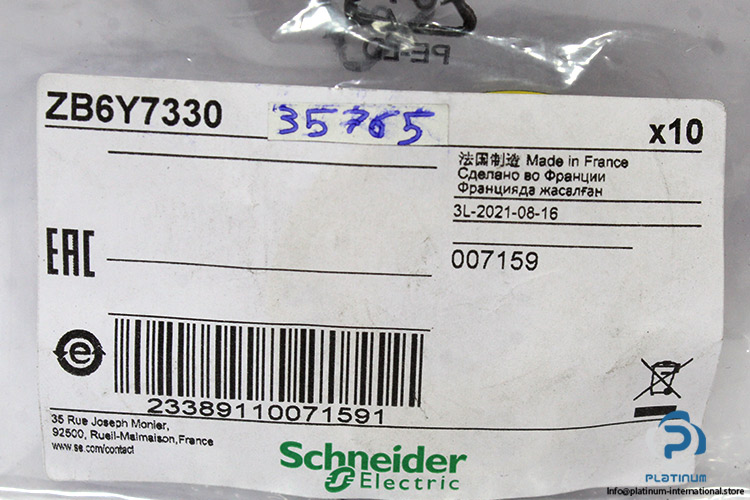 PE-LD
ZB6Y7330
35765
x10
法国制造 Made in France
Сделано во Франции
Францияда жасалған
3L-2021-08-16
007159
EAC
e
23389110071591
35 Rue Joseph Monier,
92500, Rueil-Malmaison,France
www.se.com/contact
Schneider
Electric
PLATINUM
Info@platinum-international.store